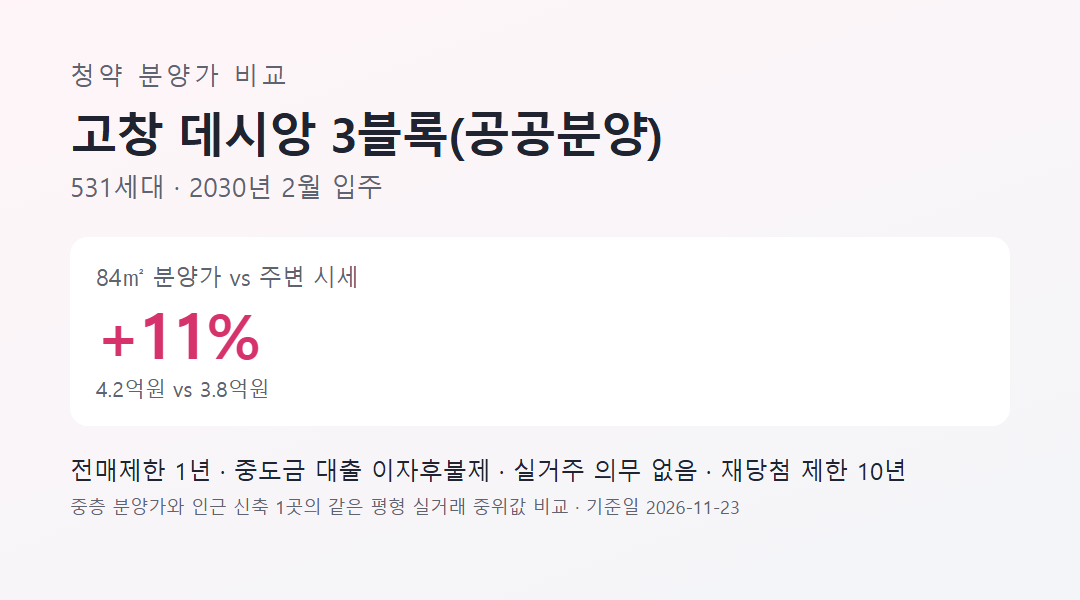 청약 분양가 비교
고창 데시앙 3블록(공공분양)
531세대 · 2030년 2월 입주
84㎡ 분양가 vs 주변 시세
+11%
4.2억원 vs 3.8억원
전매제한 1년 · 중도금 대출 이자후불제 · 실거주 의무 없음 · 재당첨 제한 10년
중층 분양가와 인근 신축 1곳의 같은 평형 실거래 중위값 비교 · 기준일 2026-11-23